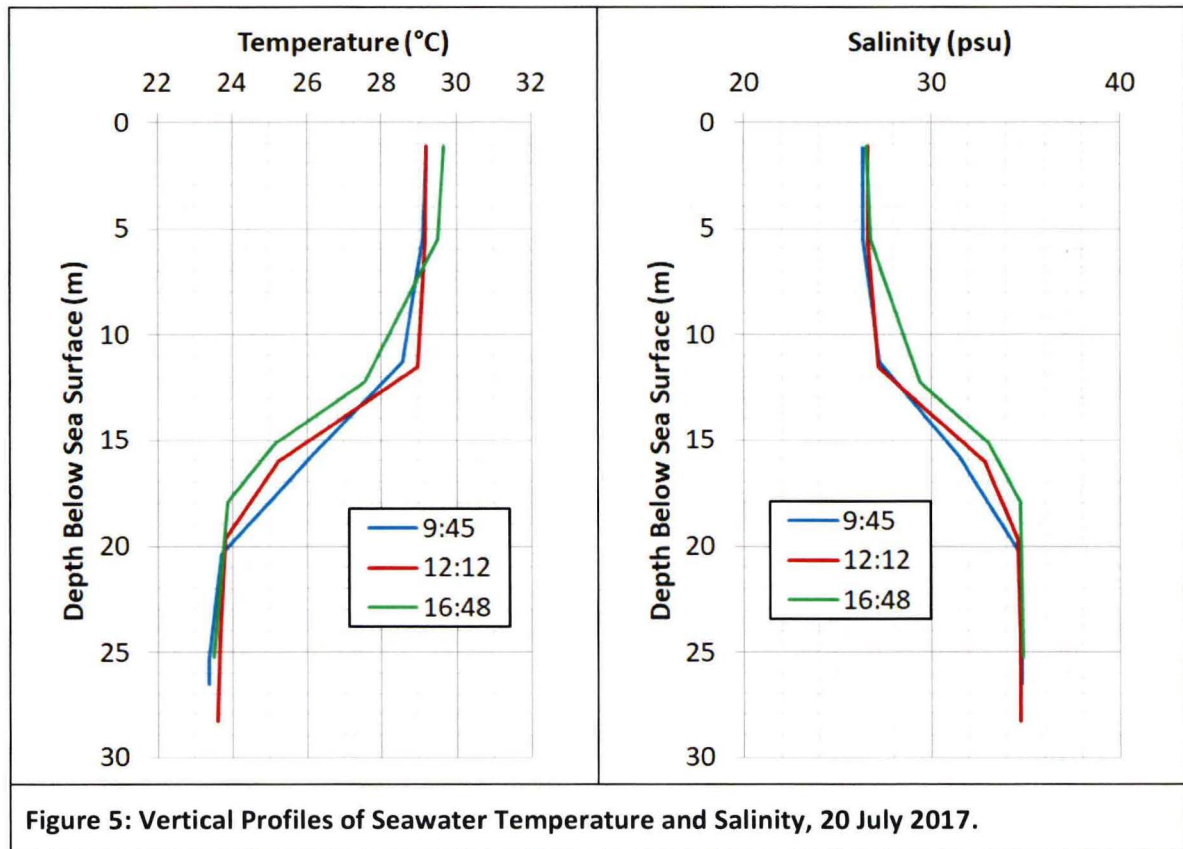 Temperature (°C)
22 24 26 28 30 32
Depth Below Sea Surface (m)
0
5
10
15
20
25
30
9:45
12:12
16:48
Salinity (psu)
20 30 40
Depth Below Sea Surface (m)
0
5
10
15
20
25
30
9:45
12:12
16:48
Figure 5: Vertical Profiles of Seawater Temperature and Salinity, 20 July 2017.